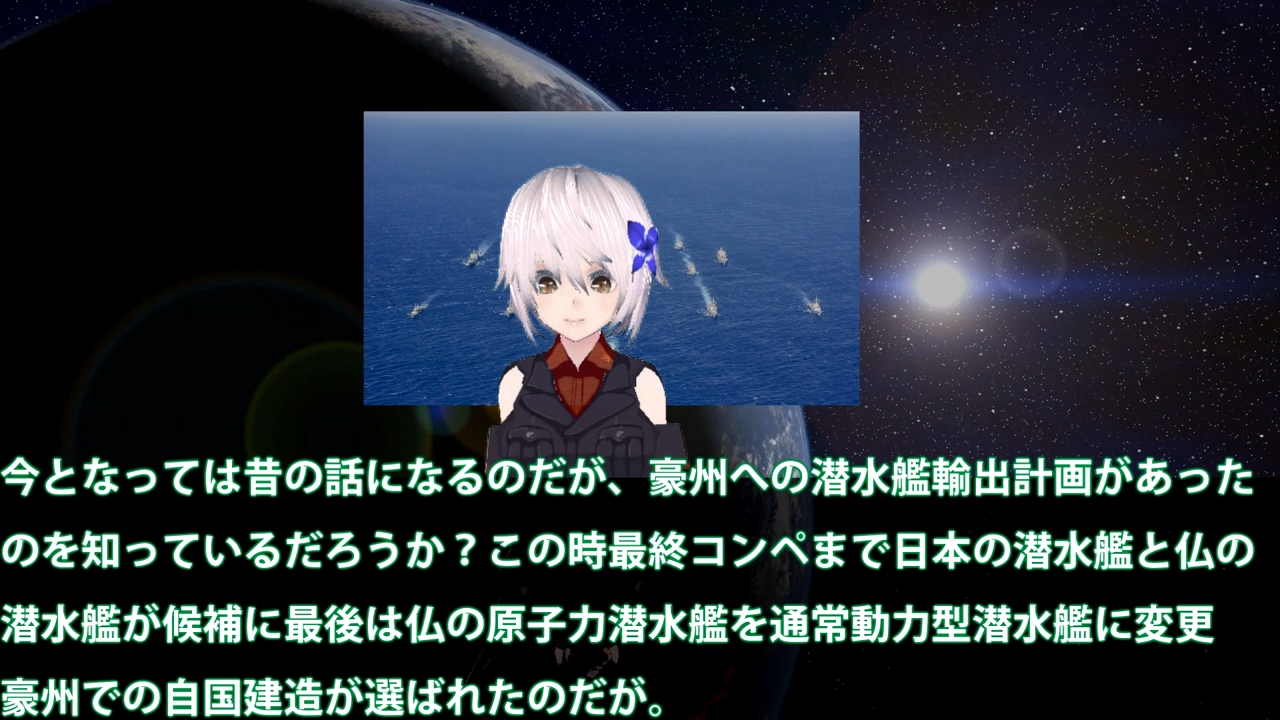 今となっては昔の話になるのだが、豪州への潜水艦輸出計画があった
のを知っているだろうか？この時最終コンペまで日本の潜水艦と仏の
潜水艦が候補に最後は仏の原子力潜水艦を通常動力型潜水艦に変更
豪州での自国建造が選ばれたのだが。